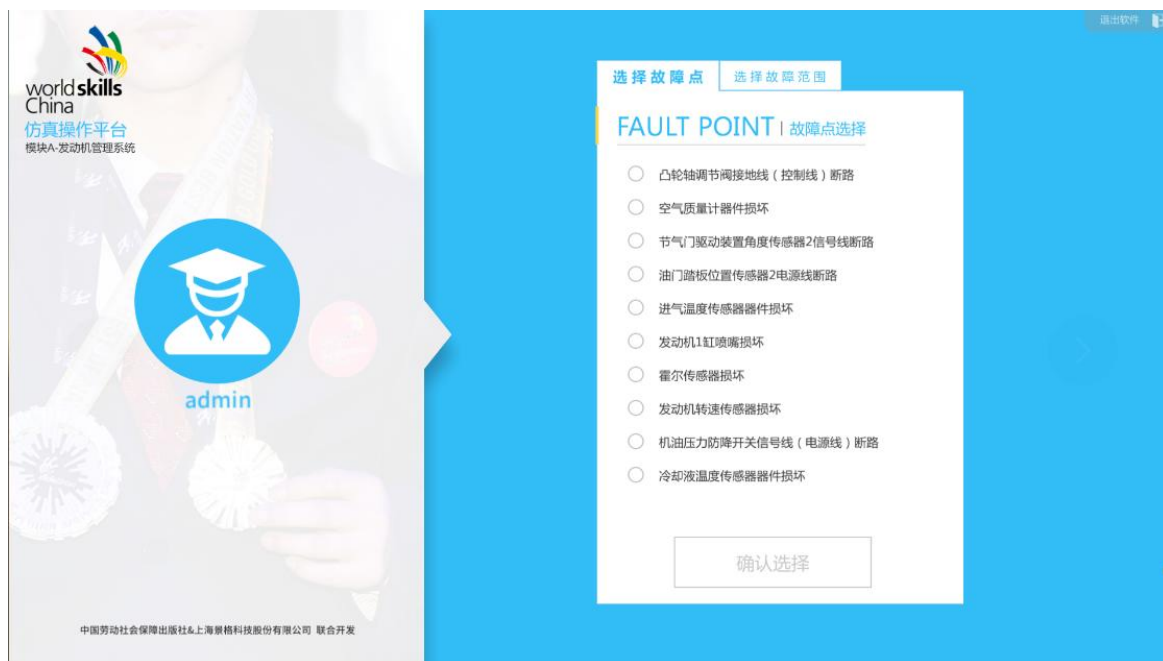 world skills
China
仿真操作平台
模块A-发动机管理系统
admin
中国劳动社会保障出版社&上海景格科技股份有限公司 联合开发
退出软件
选择故障点
选择故障范围
FAULT POINT | 故障点选择
凸轮轴调节阀接地线（控制线）断路
空气质量计器件损坏
节气门驱动装置角度传感器2信号线断路
油门踏板位置传感器2电源线断路
进气温度传感器器件损坏
发动机1缸喷嘴损坏
霍尔传感器损坏
发动机转速传感器损坏
机油压力防降开关信号线（电源线）断路
冷却液温度传感器器件损坏
确认选择